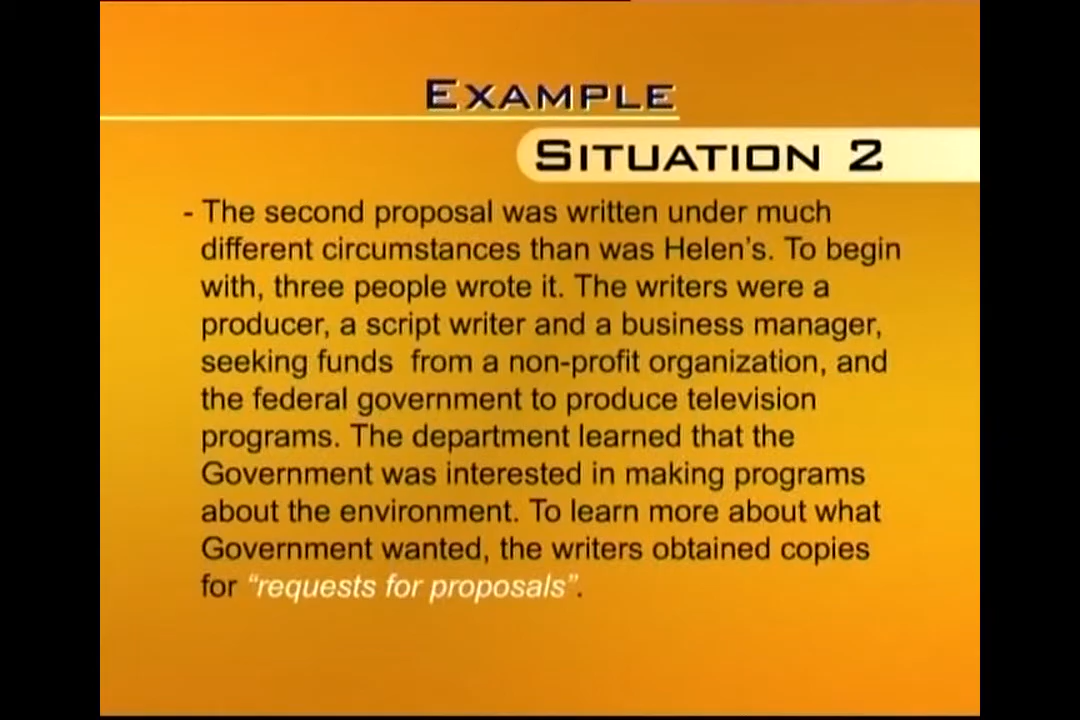 EXAMPLE
SITUATION 2
- The second proposal was written under much
different circumstances than was Helen's. To begin
with, three people wrote it. The writers were a
producer, a script writer and a business manager,
seeking funds from a non-profit organization, and
the federal government to produce television
programs. The department learned that the
Government was interested in making programs
about the environment. To learn more about what
Government wanted, the writers obtained copies
for “requests for proposals”.